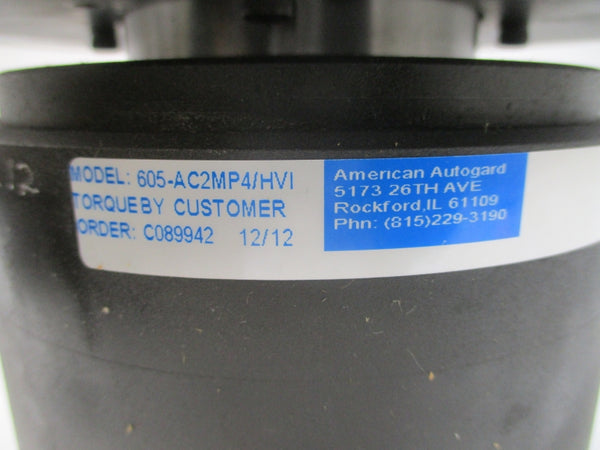 MODEL: 605-AC2MP4/HVI
TORQUEBY CUSTOMER
ORDER: C089942 12/12
American Autogard
5173 26TH AVE
Rockford,IL 61109
Phn: (815)229-3190